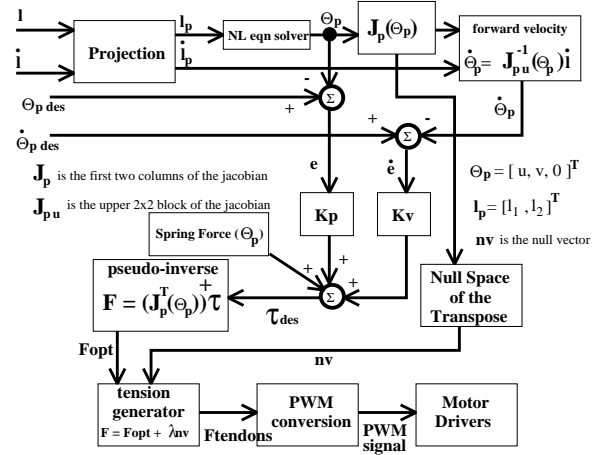 l
l̇
Projection
l_p
l̇_p
NL eqn solver
Θ_p
J_p(Θ_p)
forward velocity
Θ̇_p = J_pu^-1(Θ_p) l̇
Θ̇_p
-
+
Σ
Θ_p des
Θ̇_p des
+
-
Σ
e
ė
J_p is the first two columns of the jacobian
J_pu is the upper 2x2 block of the jacobian
Θ_p = [ u, v, 0 ]^T
l_p = [l_1 , l_2 ]^T
nv is the null vector
Kp
Kv
Spring Force (Θ_p)
+
+
+
Σ
pseudo-inverse
F = (J_p^T(Θ_p))^+ τ
τ_des
Null Space
of the
Transpose
Fopt
nv
tension
generator
F = Fopt + λnv
Ftendons
PWM
conversion
PWM
signal
Motor
Drivers